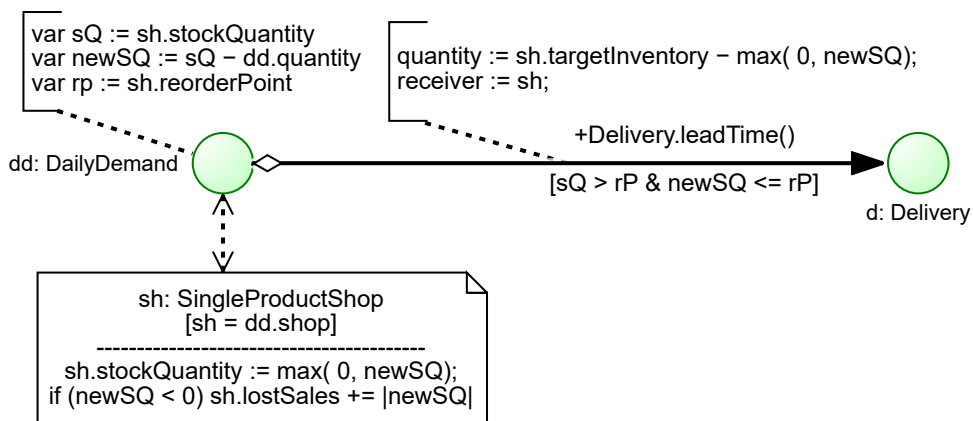 var sQ := sh.stockQuantity
var newSQ := sQ − dd.quantity
var rp := sh.reorderPoint
quantity := sh.targetInventory − max( 0, newSQ);
receiver := sh;
+Delivery.leadTime()
dd: DailyDemand
[sQ > rP & newSQ <= rP]
d: Delivery
sh: SingleProductShop
[sh = dd.shop]
-----------------------------------------
sh.stockQuantity := max( 0, newSQ);
if (newSQ < 0) sh.lostSales += |newSQ|